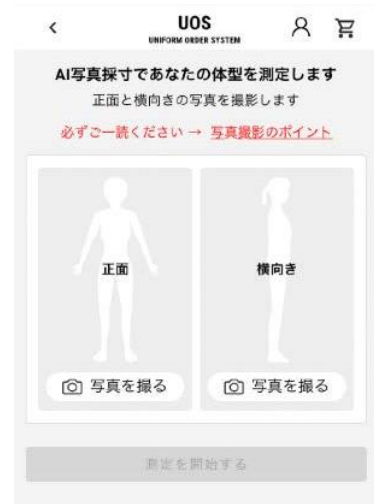 UOS
UNIFORM ORDER SYSTEM
AI写真採寸であなたの体型を測定します
正面と横向きの写真を撮影します
必ずご一読ください → 写真撮影のポイント
正面
横向き
写真を撮る
写真を撮る
測定を開始する